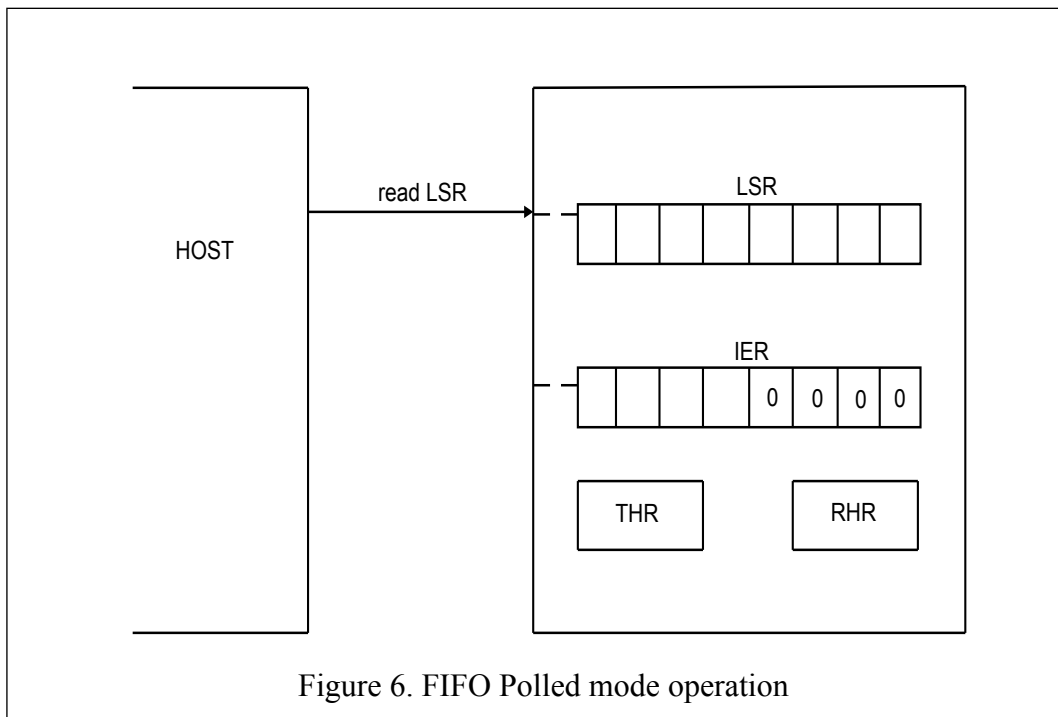 read LSR
LSR
HOST
IER
0 0 0 0
THR RHR
Figure 6. FIFO Polled mode operation